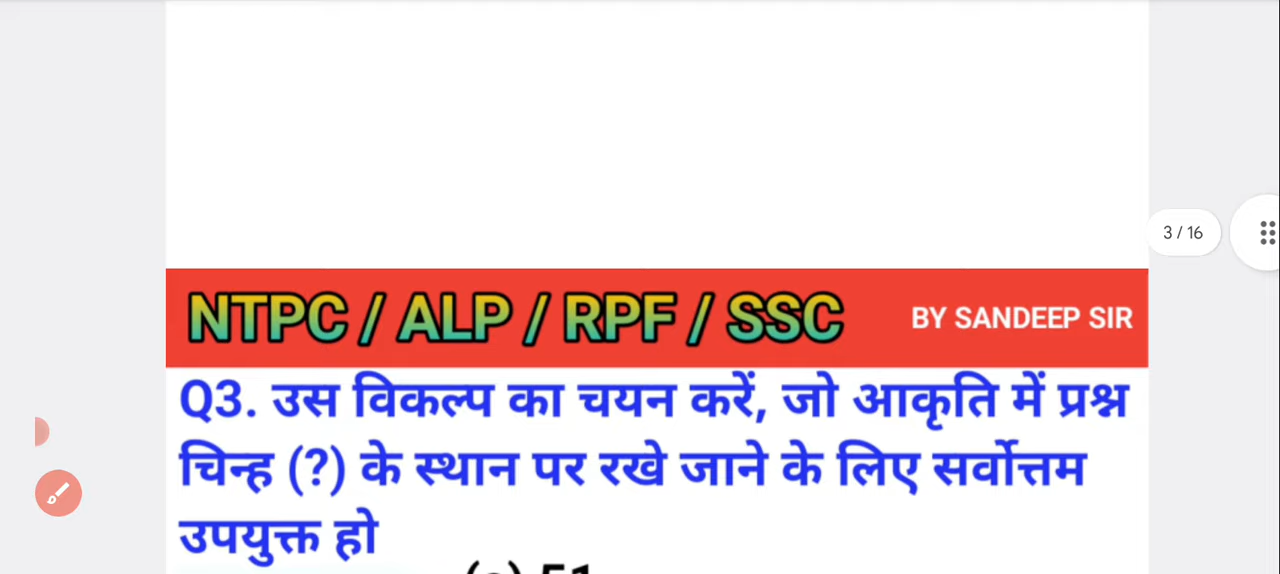 3 / 16
NTPC / ALP / RPF / SSC BY SANDEEP SIR
Q3. उस विकल्प का चयन करें, जो आकृति में प्रश्न
चिन्ह (?) के स्थान पर रखे जाने के लिए सर्वोत्तम
उपयुक्त हो